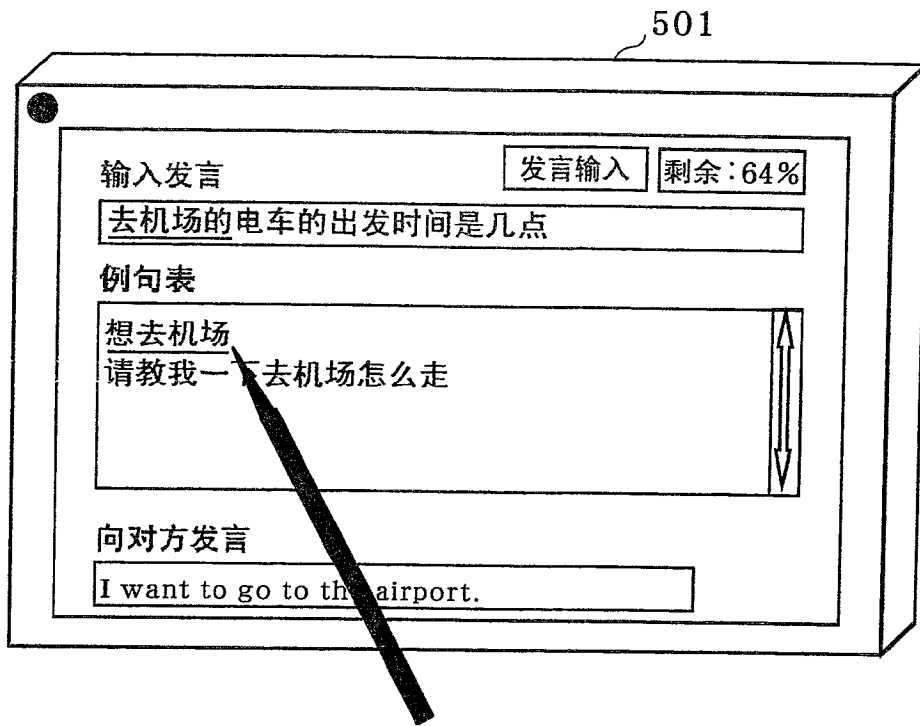 501
输入发言
发言输入
剩余:64%
去机场的电车的出发时间是几点
例句表
想去机场
请教我一下去机场怎么走
向对方发言
I want to go to the airport.